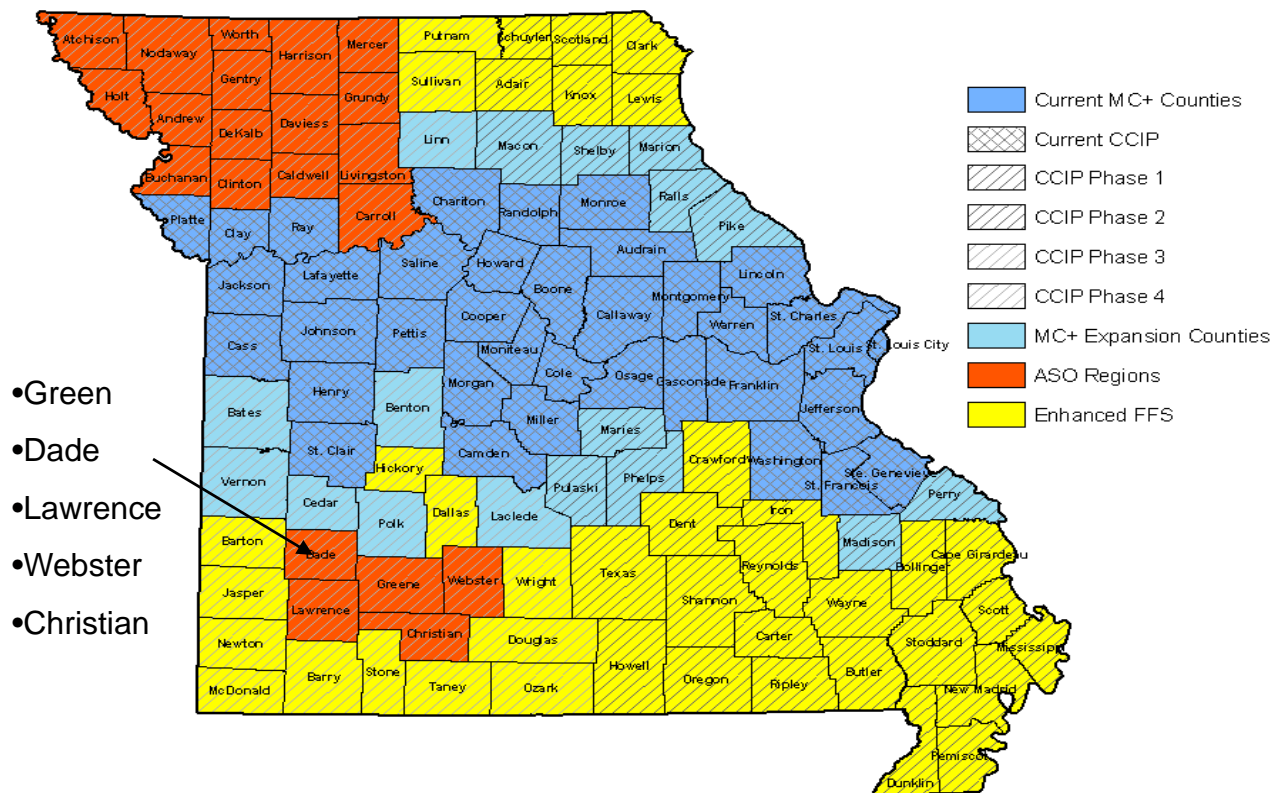 Atchison
Nodaway
Worth
Harrison
Mercer
Putnam
Schuyler
Scotland
Clark
Gentry
Sullivan
Adair
Knox
Lewis
Holt
Andrew
DeKalb
Daviess
Grundy
Linn
Macon
Shelby
Marion
Buchanan
Clinton
Caldwell
Livingston
Carroll
Chariton
Randolph
Monroe
Ralls
Pike
Platte
Clay
Ray
Audrain
Jackson
Lafayette
Saline
Howard
Boone
Callaway
Montgomery
Lincoln
Warren
St. Charles
St. Louis
St. Louis City
Cass
Johnson
Pettis
Cooper
Moniteau
Cole
Osage
Gasconade
Franklin
Jefferson
Henry
Benton
Morgan
Miller
Maries
Bates
St. Clair
Hickory
Camden
Pulaski
Phelps
Crawford
Washington
St. Francis
Ste. Genevieve
Perry
Vernon
Cedar
Polk
Dallas
Laclede
Dent
Iron
Madison
Barton
Dade
Greene
Webster
Wright
Texas
Reynolds
Bollinger
Cape Girardeau
Jasper
Lawrence
Christian
Douglas
Shannon
Wayne
Scott
Newton
Carter
Stoddard
Mississippi
McDonald
Barry
Stone
Taney
Ozark
Howell
Oregon
Ripley
Butler
New Madrid
Pemiscot
Dunklin
Current MC+ Counties
Current CCIP
CCIP Phase 1
CCIP Phase 2
CCIP Phase 3
CCIP Phase 4
MC+ Expansion Counties
ASO Regions
Enhanced FFS
•Green
•Dade
•Lawrence
•Webster
•Christian